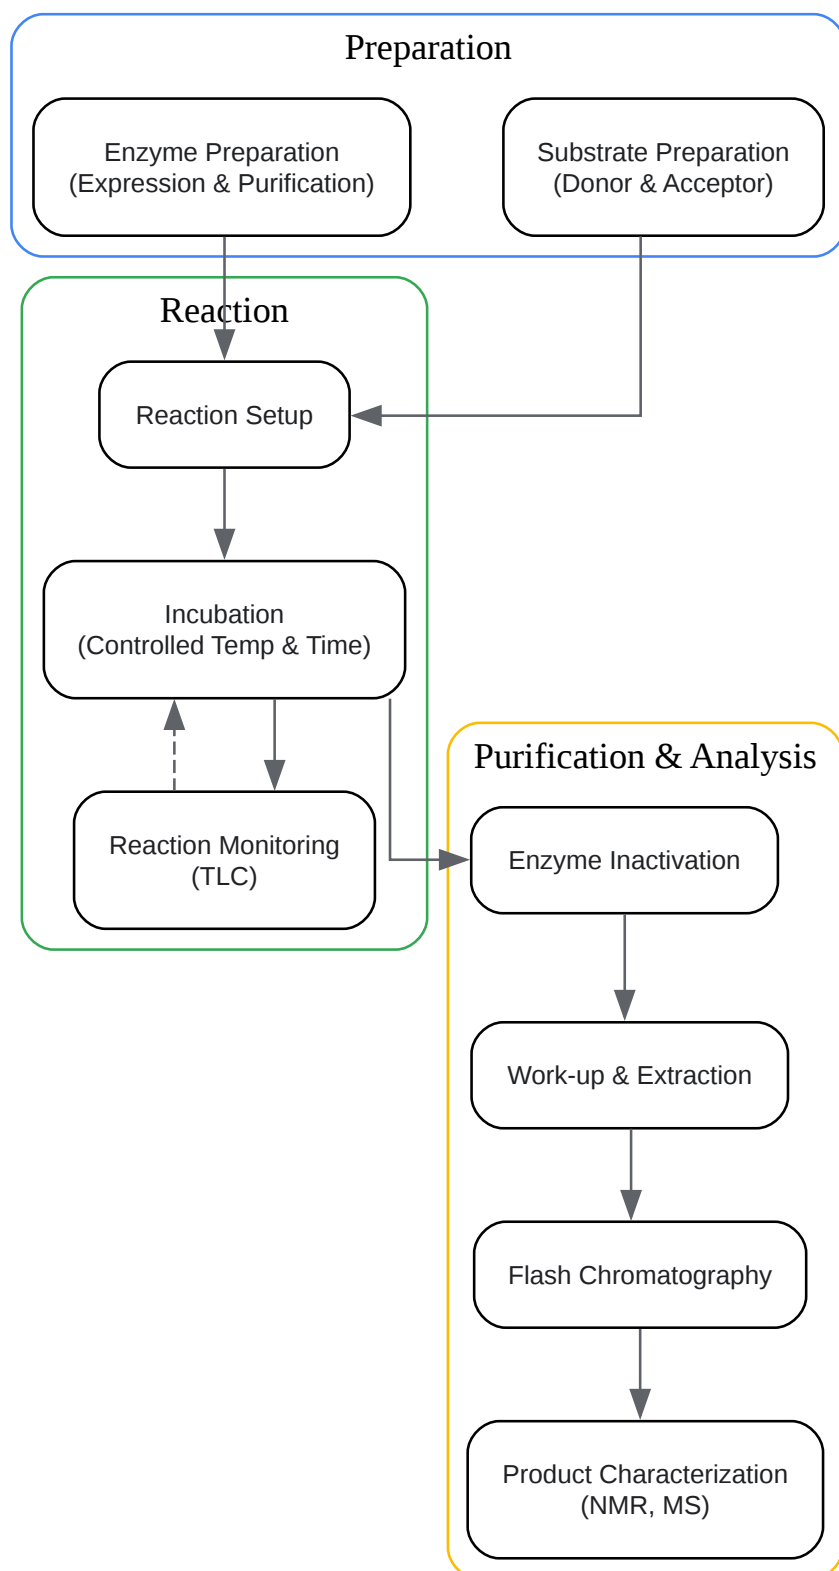 Preparation
Enzyme Preparation
(Expression & Purification)
Substrate Preparation
(Donor & Acceptor)
Reaction
Reaction Setup
Incubation
(Controlled Temp & Time)
Reaction Monitoring
(TLC)
Purification & Analysis
Enzyme Inactivation
Work-up & Extraction
Flash Chromatography
Product Characterization
(NMR, MS)